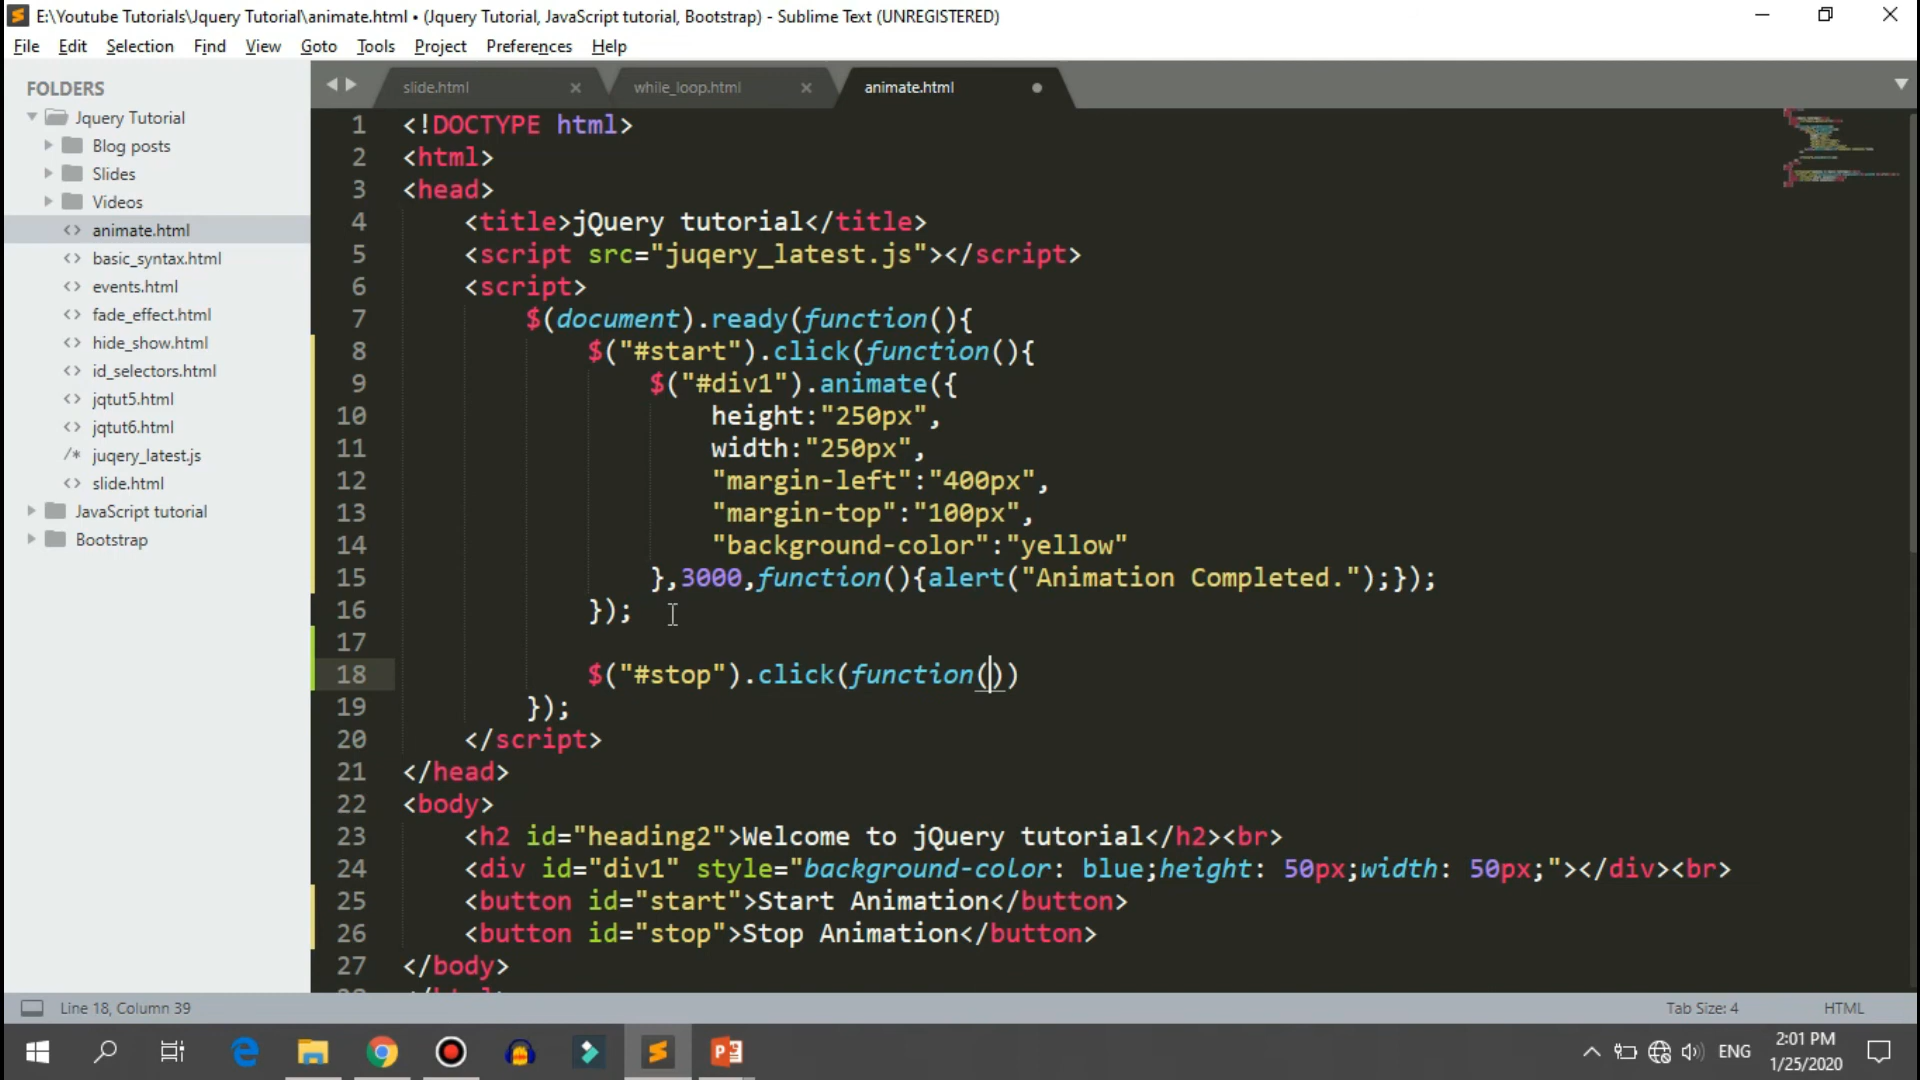 E:\Youtube Tutorials\Jquery Tutorial\animate.html • (Jquery Tutorial, JavaScript tutorial, Bootstrap) - Sublime Text (UNREGISTERED)
File Edit Selection Find View Goto Tools Project Preferences Help
FOLDERS
Jquery Tutorial
Blog posts
Slides
Videos
animate.html
basic_syntax.html
events.html
fade_effect.html
hide_show.html
id_selectors.html
jqtut5.html
jqtut6.html
juqery_latest.js
slide.html
JavaScript tutorial
Bootstrap
slide.html while_loop.html animate.html
1 <!DOCTYPE html>
2 <html>
3 <head>
4 <title>jQuery tutorial</title>
5 <script src="juqery_latest.js"></script>
6 <script>
7 $(document).ready(function(){
8 $("#start").click(function(){
9 $("#div1").animate({
10 height:"250px",
11 width:"250px",
12 "margin-left":"400px",
13 "margin-top":"100px",
14 "background-color":"yellow"
15 },3000,function(){alert("Animation Completed.");});
16 });
17
18 $("#stop").click(function())
19 });
20 </script>
21 </head>
22 <body>
23 <h2 id="heading2">Welcome to jQuery tutorial</h2><br>
24 <div id="div1" style="background-color: blue;height: 50px;width: 50px;"></div><br>
25 <button id="start">Start Animation</button>
26 <button id="stop">Stop Animation</button>
27 </body>
Line 18, Column 39 Tab Size: 4 HTML
ENG 2:01 PM
1/25/2020